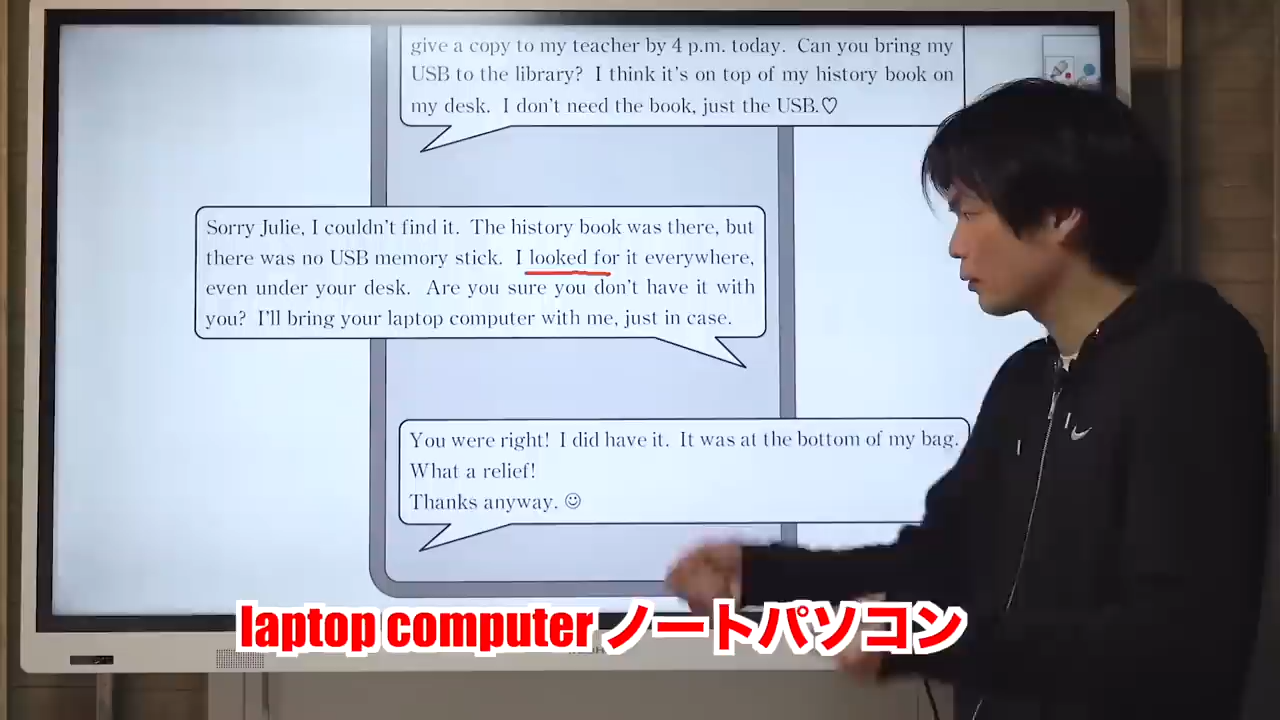 give a copy to my teacher by 4 p.m. today. Can you bring my
USB to the library? I think it's on top of my history book on
my desk. I don't need the book, just the USB.♡
Sorry Julie, I couldn't find it. The history book was there, but
there was no USB memory stick. I looked for it everywhere,
even under your desk. Are you sure you don't have it with
you? I'll bring your laptop computer with me, just in case.
You were right! I did have it. It was at the bottom of my bag.
What a relief!
Thanks anyway. ☺
laptop computer ノートパソコン